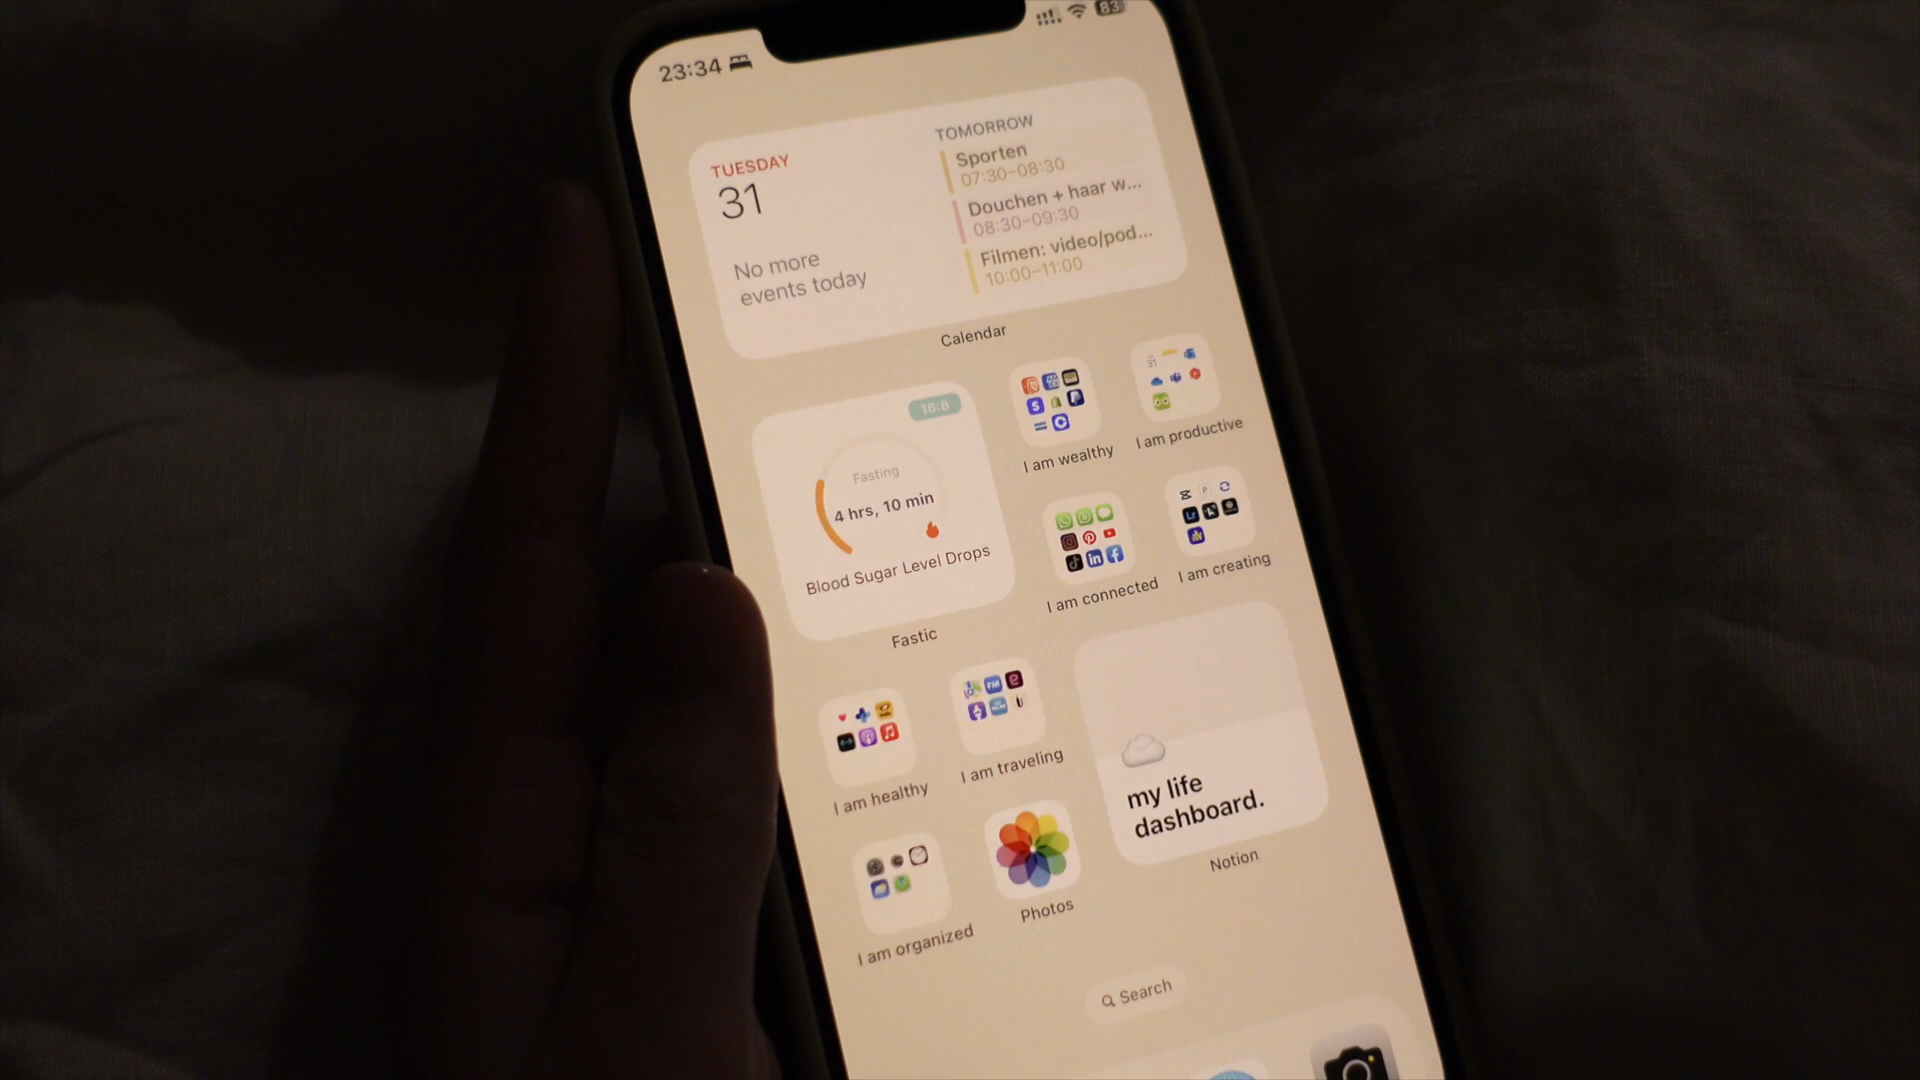 23:34
83
TUESDAY
31
No more
events today
TOMORROW
Sporten
07:30–08:30
Douchen + haar w...
08:30–09:30
Filmen: video/pod...
10:00–11:00
Calendar
16:8
Fasting
4 hrs, 10 min
Blood Sugar Level Drops
Fastic
I am wealthy
I am productive
I am connected
I am creating
I am healthy
I am traveling
my life
dashboard.
Notion
I am organized
Photos
Search